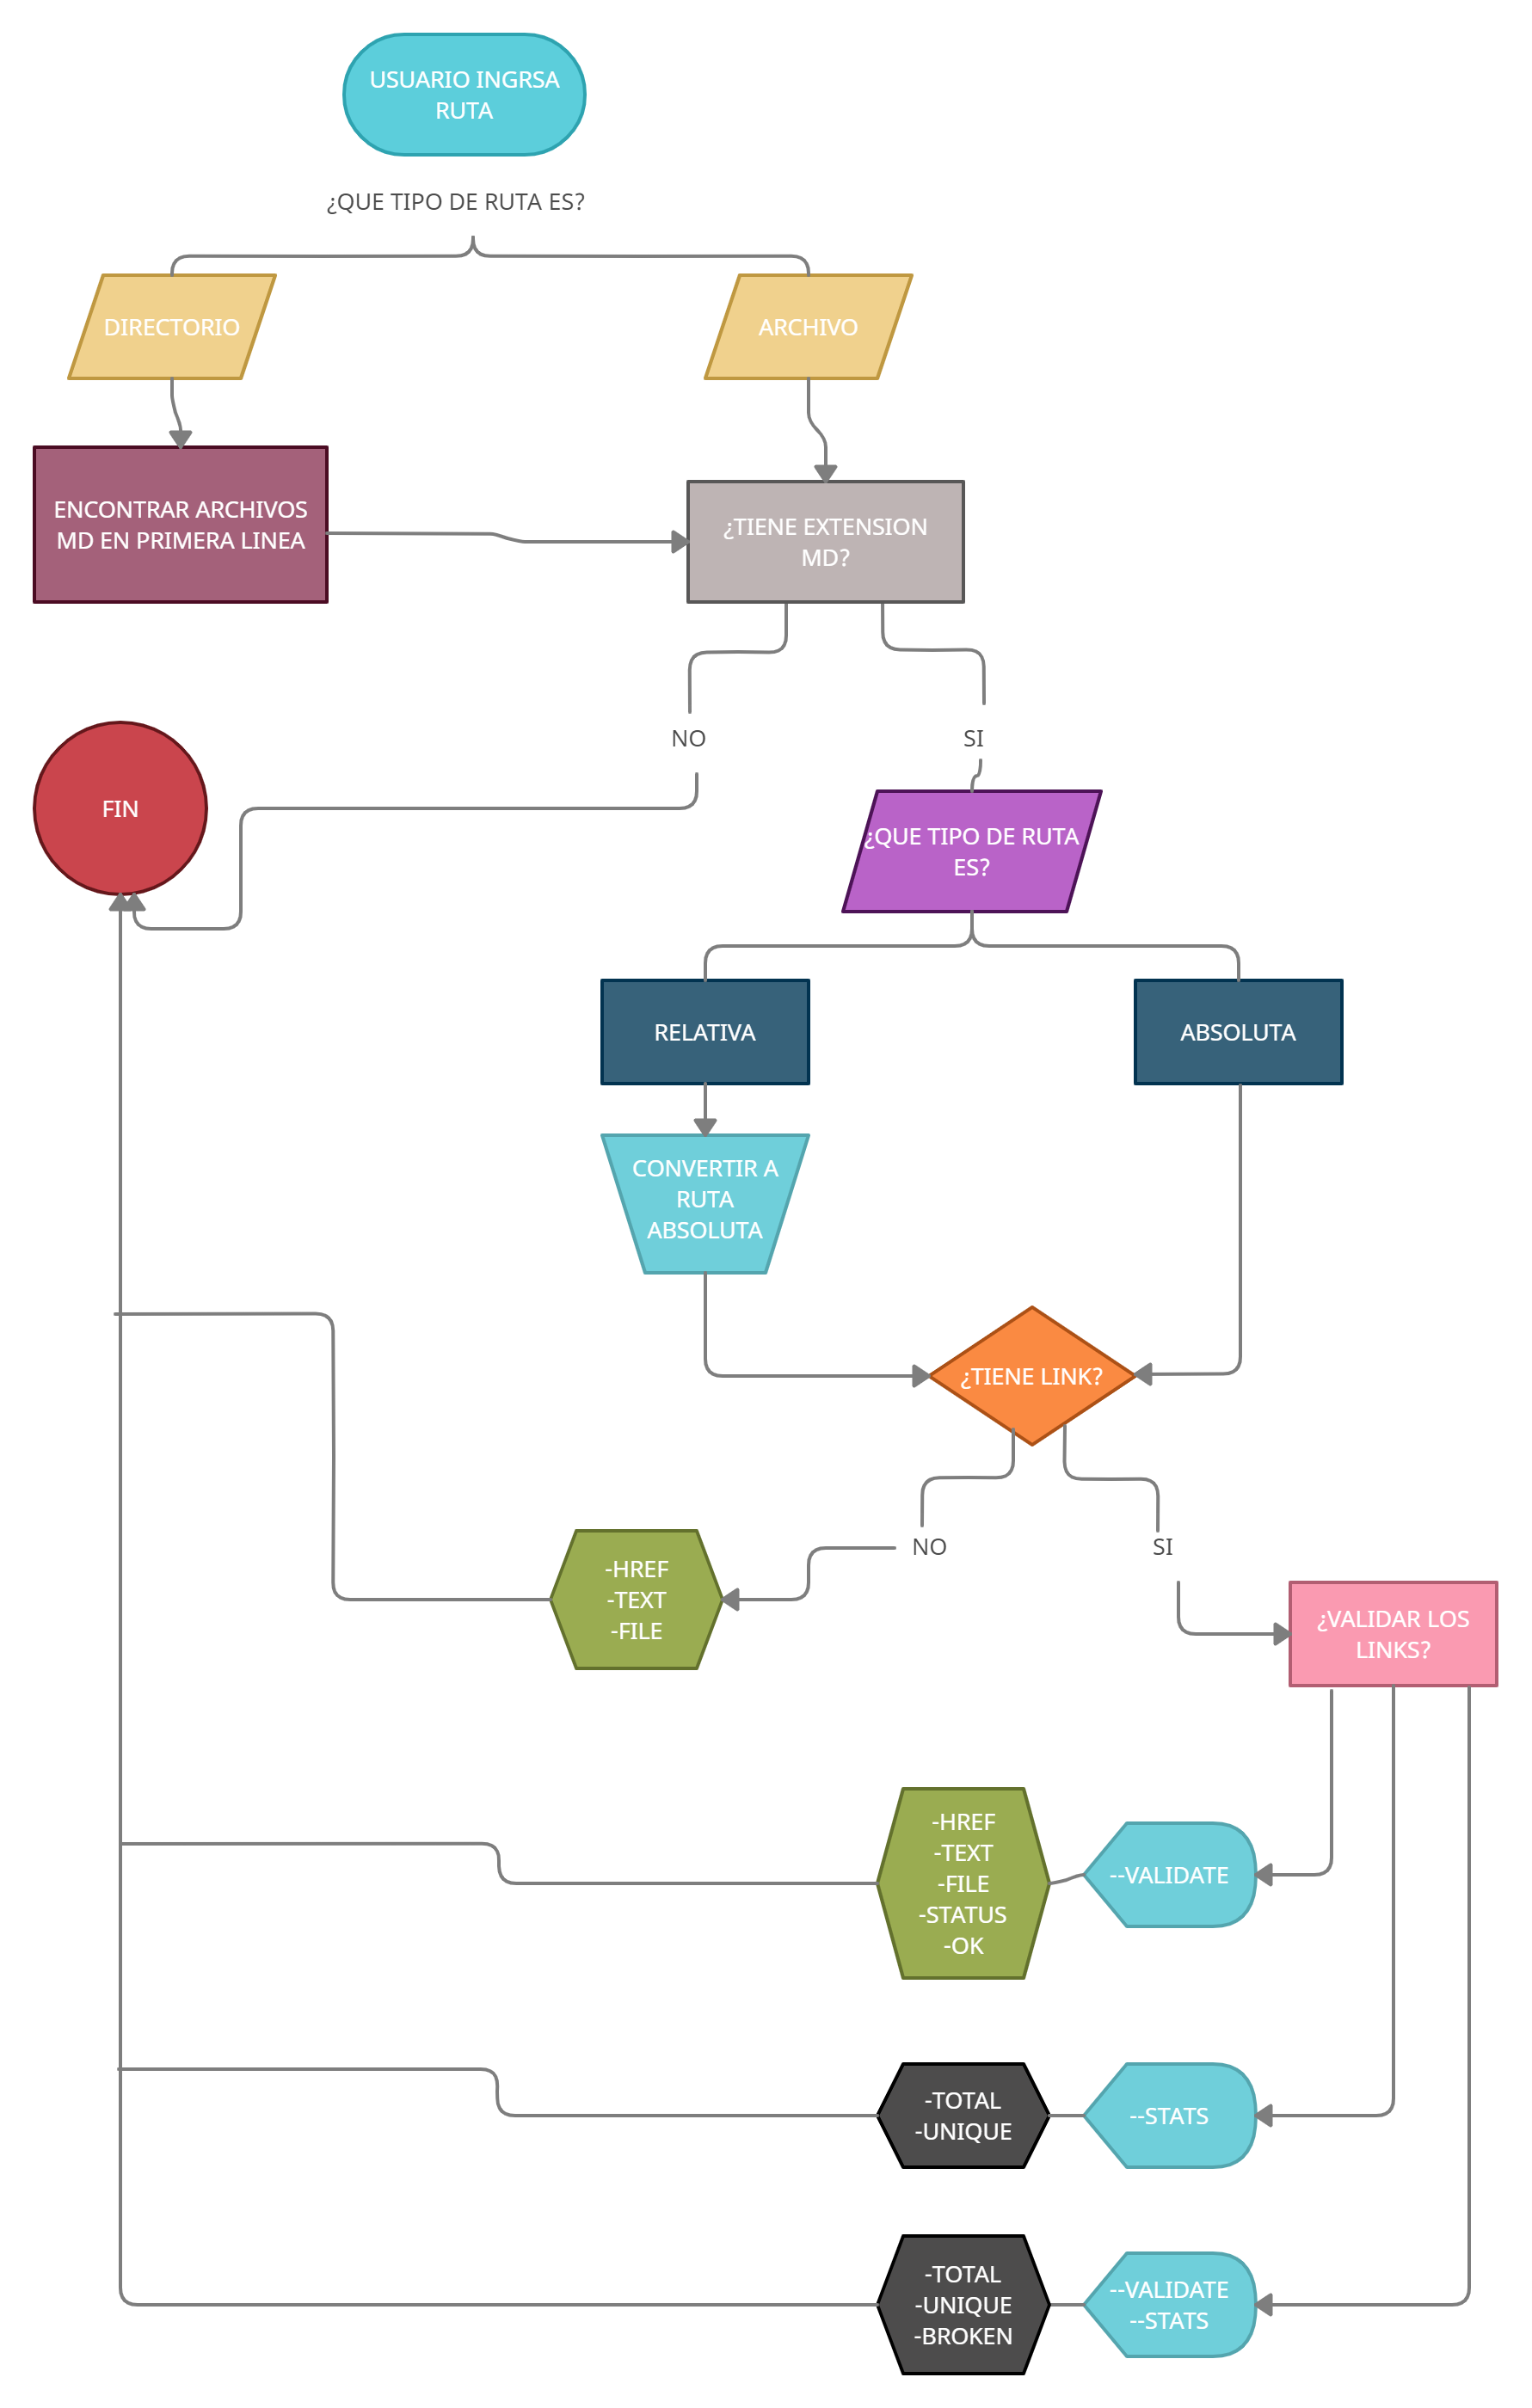 USUARIO INGRSA
RUTA
¿QUE TIPO DE RUTA ES?
DIRECTORIO
ARCHIVO
ENCONTRAR ARCHIVOS
MD EN PRIMERA LINEA
¿TIENE EXTENSION
MD?
NO
SI
FIN
¿QUE TIPO DE RUTA
ES?
RELATIVA
ABSOLUTA
CONVERTIR A
RUTA
ABSOLUTA
¿TIENE LINK?
NO
SI
-HREF
-TEXT
-FILE
¿VALIDAR LOS
LINKS?
-HREF
-TEXT
-FILE
-STATUS
-OK
--VALIDATE
-TOTAL
-UNIQUE
--STATS
-TOTAL
-UNIQUE
-BROKEN
--VALIDATE
--STATS